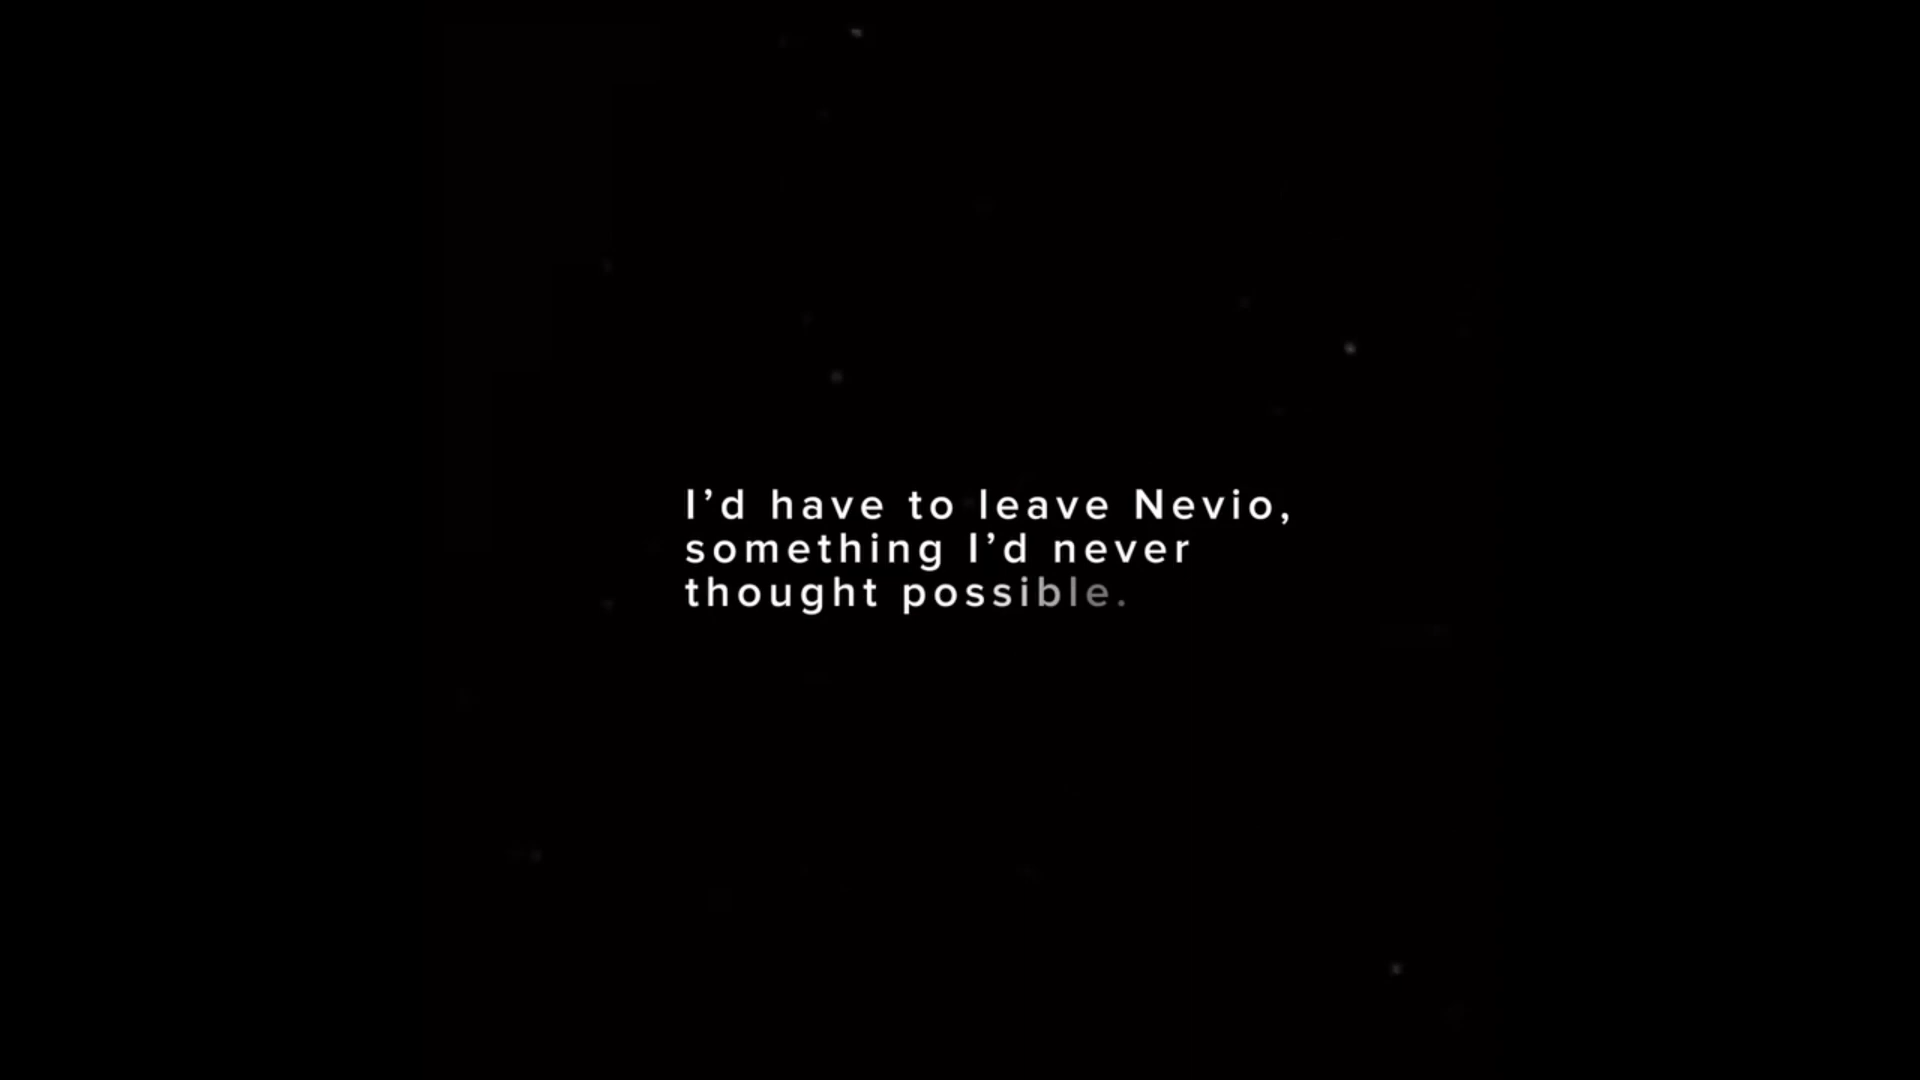 I’d have to leave Nevio,
something I’d never
thought possible.